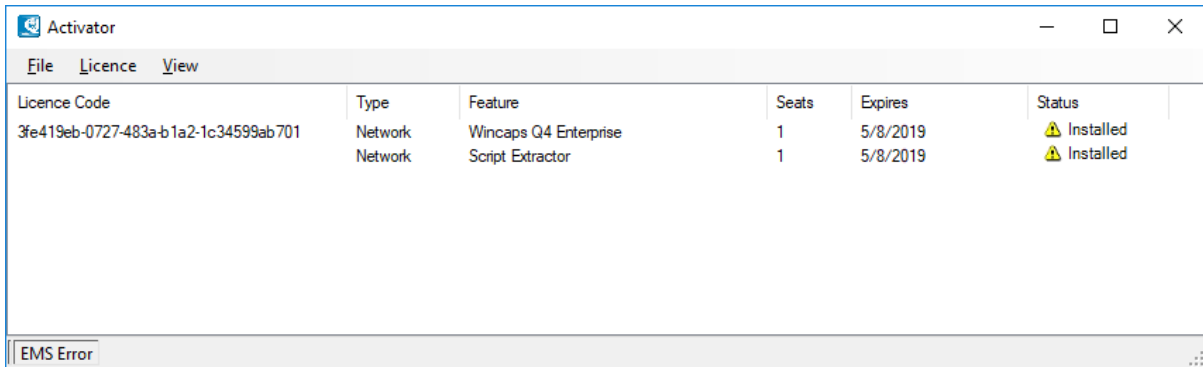 Activator
File Licence View
Licence Code Type Feature Seats Expires Status
3fe419eb-0727-483a-b1a2-1c34599ab701 Network Wincaps Q4 Enterprise 1 5/8/2019 Installed
Network Script Extractor 1 5/8/2019 Installed
EMS Error